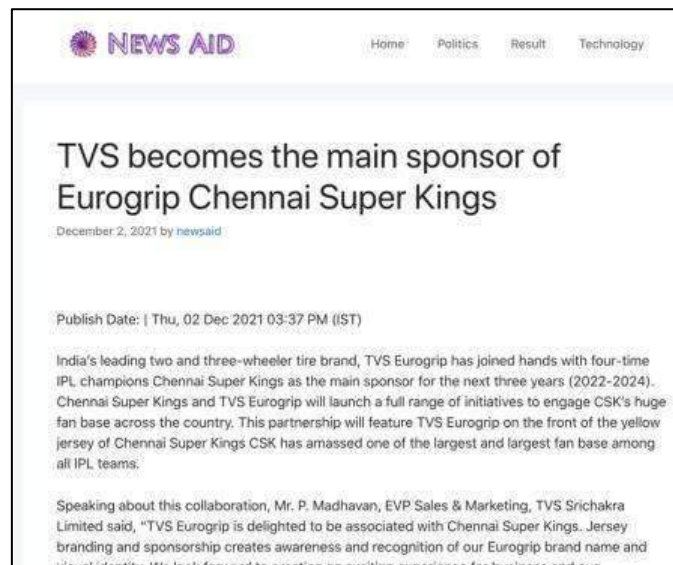 NEWS AID
Home Politics Result Technology
TVS becomes the main sponsor of
Eurogrip Chennai Super Kings
December 2, 2021 by newsaid
Publish Date: | Thu, 02 Dec 2021 03:37 PM (IST)
India's leading two and three-wheeler tire brand, TVS Eurogrip has joined hands with four-time
IPL champions Chennai Super Kings as the main sponsor for the next three years (2022-2024).
Chennai Super Kings and TVS Eurogrip will launch a full range of initiatives to engage CSK's huge
fan base across the country. This partnership will feature TVS Eurogrip on the front of the yellow
jersey of Chennai Super Kings CSK has amassed one of the largest and largest fan base among
all IPL teams.
Speaking about this collaboration, Mr. P. Madhavan, EVP Sales & Marketing, TVS Srichakra
Limited said, "TVS Eurogrip is delighted to be associated with Chennai Super Kings. Jersey
branding and sponsorship creates awareness and recognition of our Eurogrip brand name and